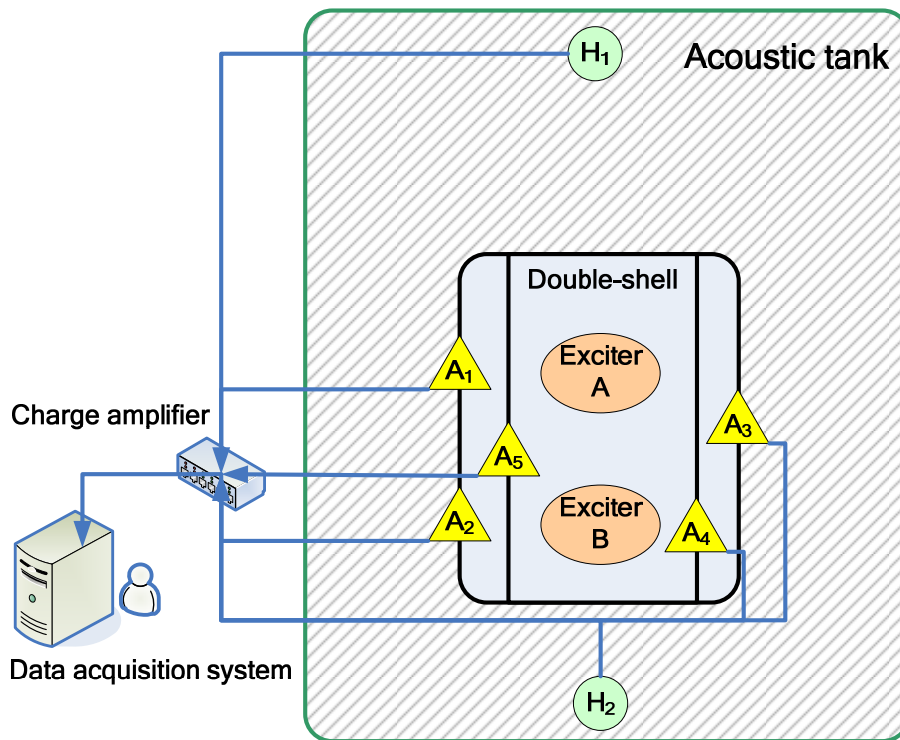 H₁
Acoustic tank
Double-shell
Exciter
A
A₁
A₃
Charge amplifier
A₅
Exciter
B
A₂
A₄
Data acquisition system
H₂